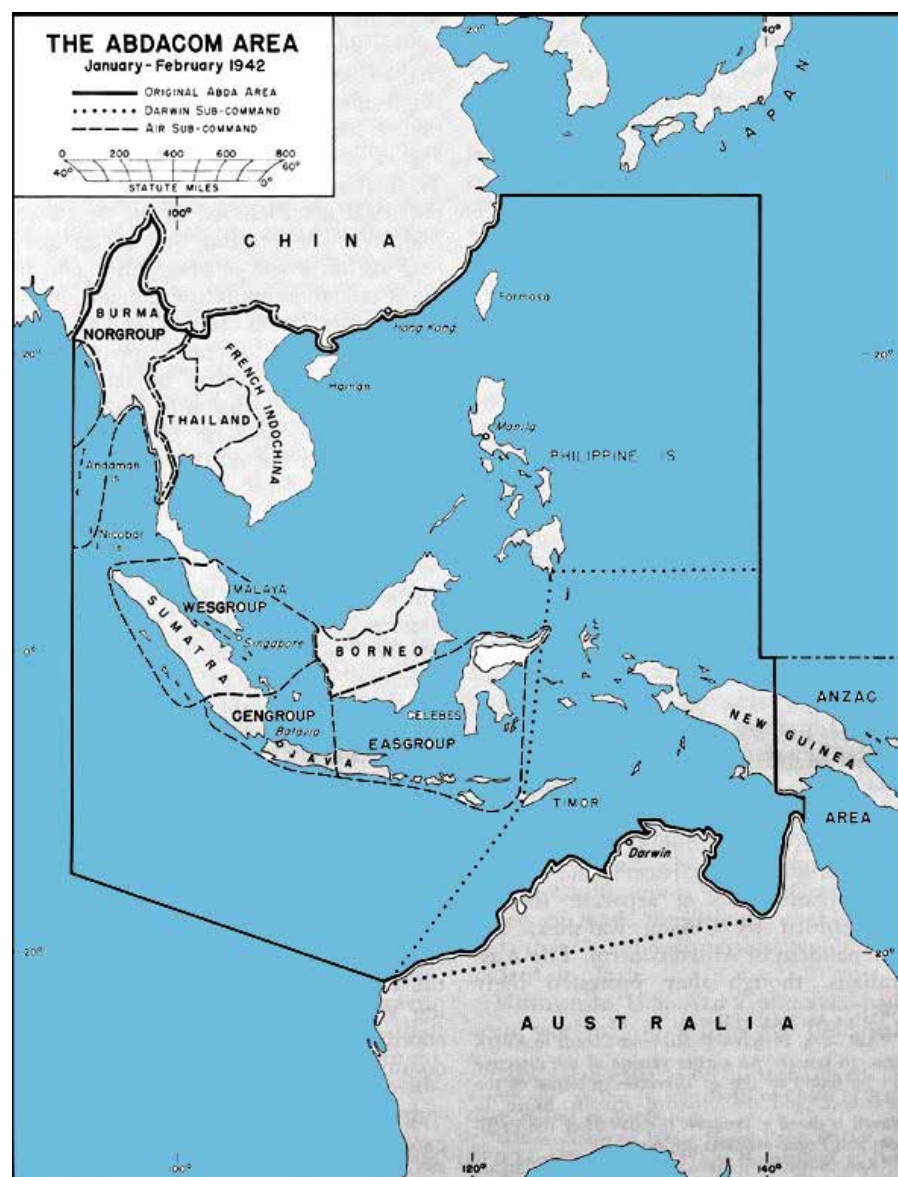 THE ABDACOM AREA
January-February 1942
ORIGINAL ABDA AREA
DARWIN SUB-COMMAND
AIR SUB-COMMAND
0 200 400 600 800
40° 60°
0°
STATUTE MILES
20°
40°
JAPAN
100°
CHINA
Formosa
BURMA
Hong Kong
NORGROUP
20°
20°
Hainan
FRENCH INDOCHINA
THAILAND
Manila
PHILIPPINE IS
Andaman
Is
Nicobar
Is
MALAYA
WESGROUP
SUMATRA
Singapore
0°
0°
BORNEO
ANZAC
CENGROUP
CELEBES
NEW GUINEA
Batavia
EASGROUP
JAVA
TIMOR
AREA
Darwin
20°
20°
AUSTRALIA
100°
120°
140°